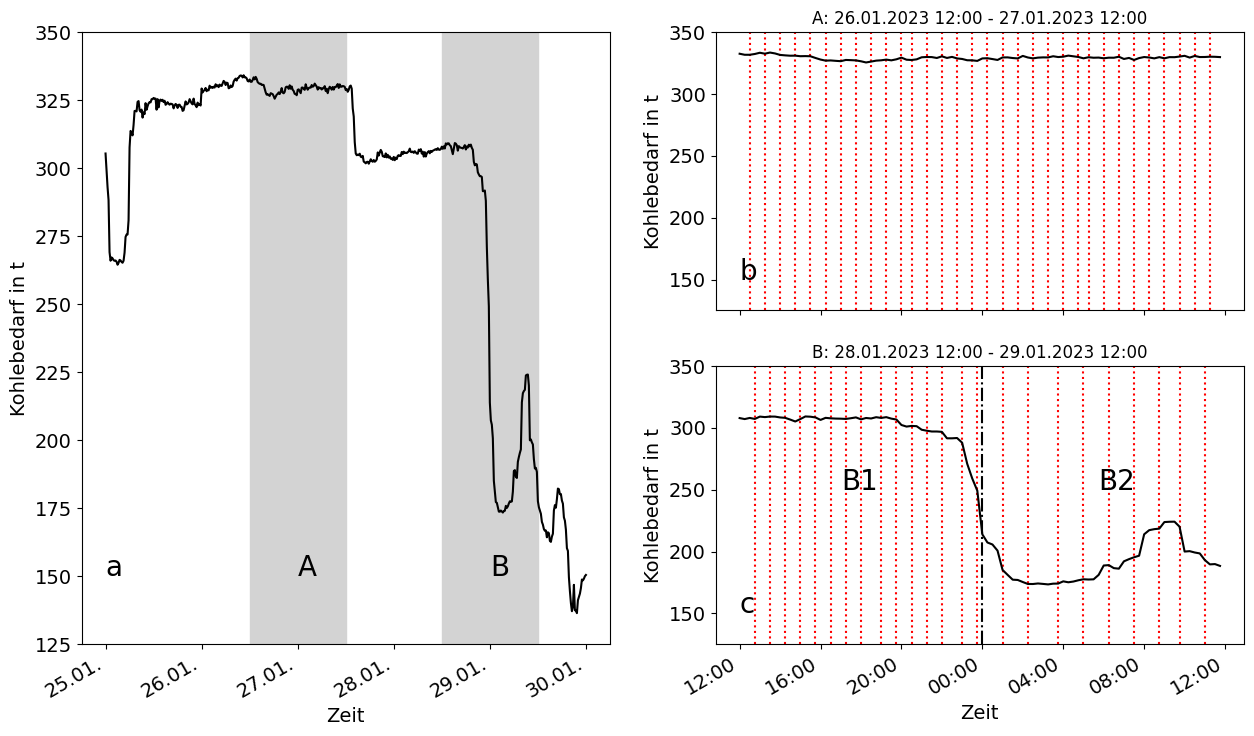 350
325
300
275
250
225
200
175
150
125
Kohlebedarf in t
a
A
B
25.01.
26.01.
27.01.
28.01.
29.01.
30.01.
Zeit
A: 26.01.2023 12:00 - 27.01.2023 12:00
350
300
250
200
150
Kohlebedarf in t
b
B: 28.01.2023 12:00 - 29.01.2023 12:00
350
300
250
200
150
Kohlebedarf in t
B1
B2
c
12:00
16:00
20:00
00:00
04:00
08:00
12:00
Zeit